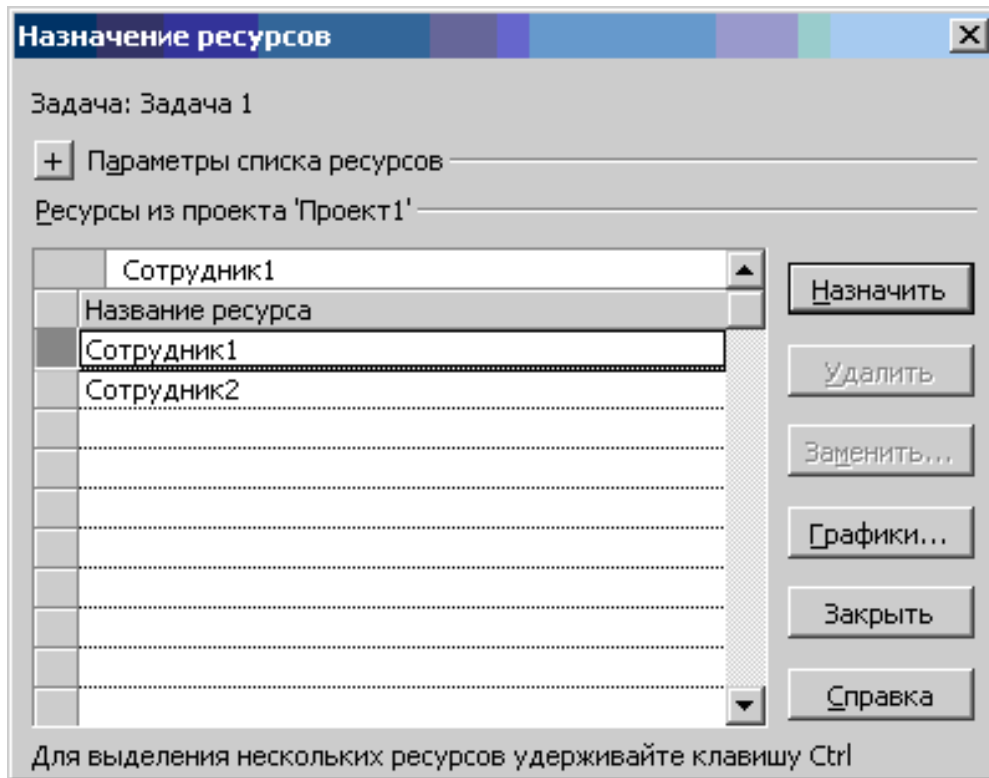 Назначение ресурсов
Задача: Задача 1
+ Параметры списка ресурсов
Ресурсы из проекта 'Проект1'
Сотрудник1
Название ресурса
Сотрудник1
Сотрудник2
Назначить
Удалить
Заменить...
Графики...
Закрыть
Справка
Для выделения нескольких ресурсов удерживайте клавишу Ctrl